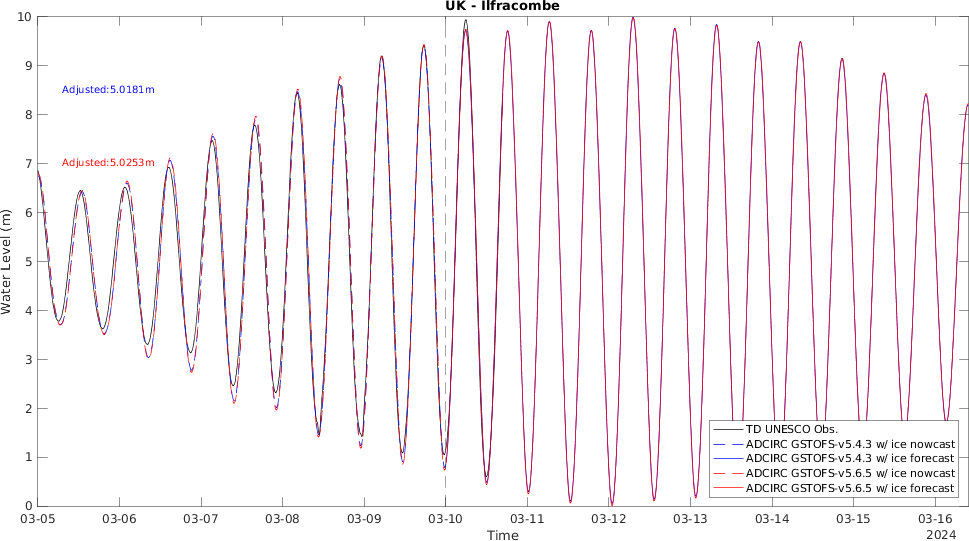 UK - Ilfracombe
10
9
8
7
6
5
4
3
2
1
0
Water Level (m)
Adjusted:5.0181m
Adjusted:5.0253m
TD UNESCO Obs.
ADCIRC GSTOFS-v5.4.3 w/ ice nowcast
ADCIRC GSTOFS-v5.4.3 w/ ice forecast
ADCIRC GSTOFS-v5.6.5 w/ ice nowcast
ADCIRC GSTOFS-v5.6.5 w/ ice forecast
03-05 03-06 03-07 03-08 03-09 03-10 03-11 03-12 03-13 03-14 03-15 03-16
Time
2024